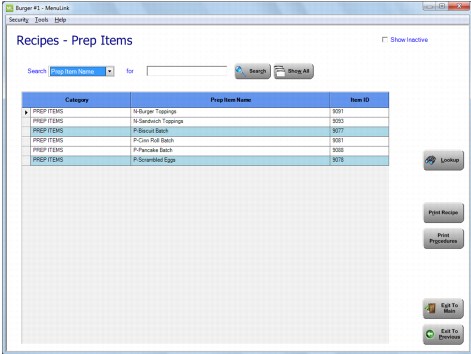 Burger #1 - MenuLink
Security Tools Help
Recipes - Prep Items
Show Inactive
Search Prep Item Name for Search Show All
Category Prep Item Name Item ID
PREP ITEMS N-Burger Toppings 9091
PREP ITEMS N-Sandwich Toppings 9093
PREP ITEMS P-Biscuit Batch 9077
PREP ITEMS P-Cinn Roll Batch 9081
PREP ITEMS P-Pancake Batch 9088
PREP ITEMS P-Scrambled Eggs 9078
Lookup
Print Recipe
Print
Procedures
Exit To
Main
Exit To
Previous